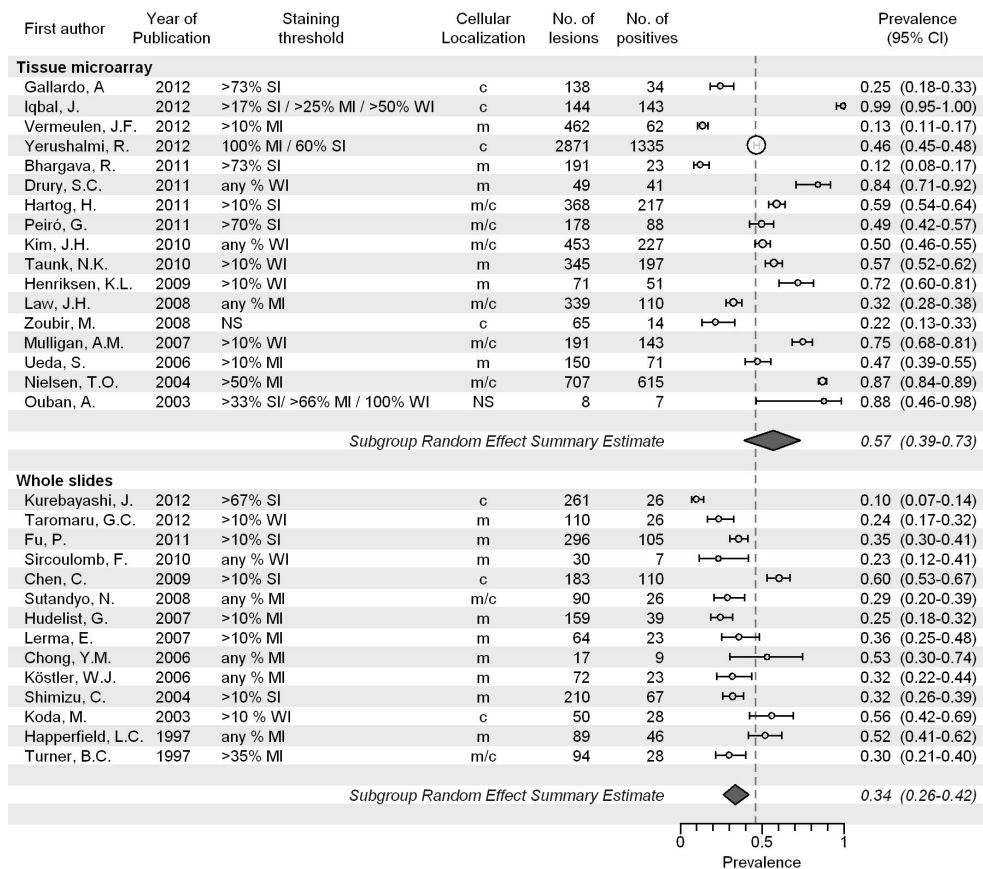 First author Year of Publication Staining threshold Cellular Localization No. of lesions No. of positives Prevalence (95% CI)
Tissue microarray
Gallardo, A 2012 >73% SI c 138 34 0.25 (0.18-0.33)
Iqbal, J. 2012 >17% SI / >25% MI / >50% WI c 144 143 0.99 (0.95-1.00)
Vermeulen, J.F. 2012 >10% MI m 462 62 0.13 (0.11-0.17)
Yerushalmi, R. 2012 100% MI / 60% SI c 2871 1335 0.46 (0.45-0.48)
Bhargava, R. 2011 >73% SI m 191 23 0.12 (0.08-0.17)
Drury, S.C. 2011 any % WI m 49 41 0.84 (0.71-0.92)
Hartog, H. 2011 >10% SI m/c 368 217 0.59 (0.54-0.64)
Peiró, G. 2011 >70% SI m/c 178 88 0.49 (0.42-0.57)
Kim, J.H. 2010 any % WI m/c 453 227 0.50 (0.46-0.55)
Taunk, N.K. 2010 >10% WI m 345 197 0.57 (0.52-0.62)
Henriksen, K.L. 2009 >10% WI m 71 51 0.72 (0.60-0.81)
Law, J.H. 2008 any % MI m/c 339 110 0.32 (0.28-0.38)
Zoubir, M. 2008 NS c 65 14 0.22 (0.13-0.33)
Mulligan, A.M. 2007 >10% WI m/c 191 143 0.75 (0.68-0.81)
Ueda, S. 2006 >10% MI m 150 71 0.47 (0.39-0.55)
Nielsen, T.O. 2004 >50% MI m/c 707 615 0.87 (0.84-0.89)
Ouban, A. 2003 >33% SI/ >66% MI / 100% WI NS 8 7 0.88 (0.46-0.98)
Subgroup Random Effect Summary Estimate 0.57 (0.39-0.73)
Whole slides
Kurebayashi, J. 2012 >67% SI c 261 26 0.10 (0.07-0.14)
Taromaru, G.C. 2012 >10% WI m 110 26 0.24 (0.17-0.32)
Fu, P. 2011 >10% SI m 296 105 0.35 (0.30-0.41)
Sircoulomb, F. 2010 any % WI m 30 7 0.23 (0.12-0.41)
Chen, C. 2009 >10% SI c 183 110 0.60 (0.53-0.67)
Sutandyo, N. 2008 any % MI m/c 90 26 0.29 (0.20-0.39)
Hudelist, G. 2007 >10% MI m 159 39 0.25 (0.18-0.32)
Lerma, E. 2007 >10% MI m 64 23 0.36 (0.25-0.48)
Chong, Y.M. 2006 any % MI m 17 9 0.53 (0.30-0.74)
Köstler, W.J. 2006 any % MI m 72 23 0.32 (0.22-0.44)
Shimizu, C. 2004 >10% SI m 210 67 0.32 (0.26-0.39)
Koda, M. 2003 >10 % WI c 50 28 0.56 (0.42-0.69)
Happerfield, L.C. 1997 any % MI m 89 46 0.52 (0.41-0.62)
Turner, B.C. 1997 >35% MI m/c 94 28 0.30 (0.21-0.40)
Subgroup Random Effect Summary Estimate 0.34 (0.26-0.42)
0 0.5 1
Prevalence